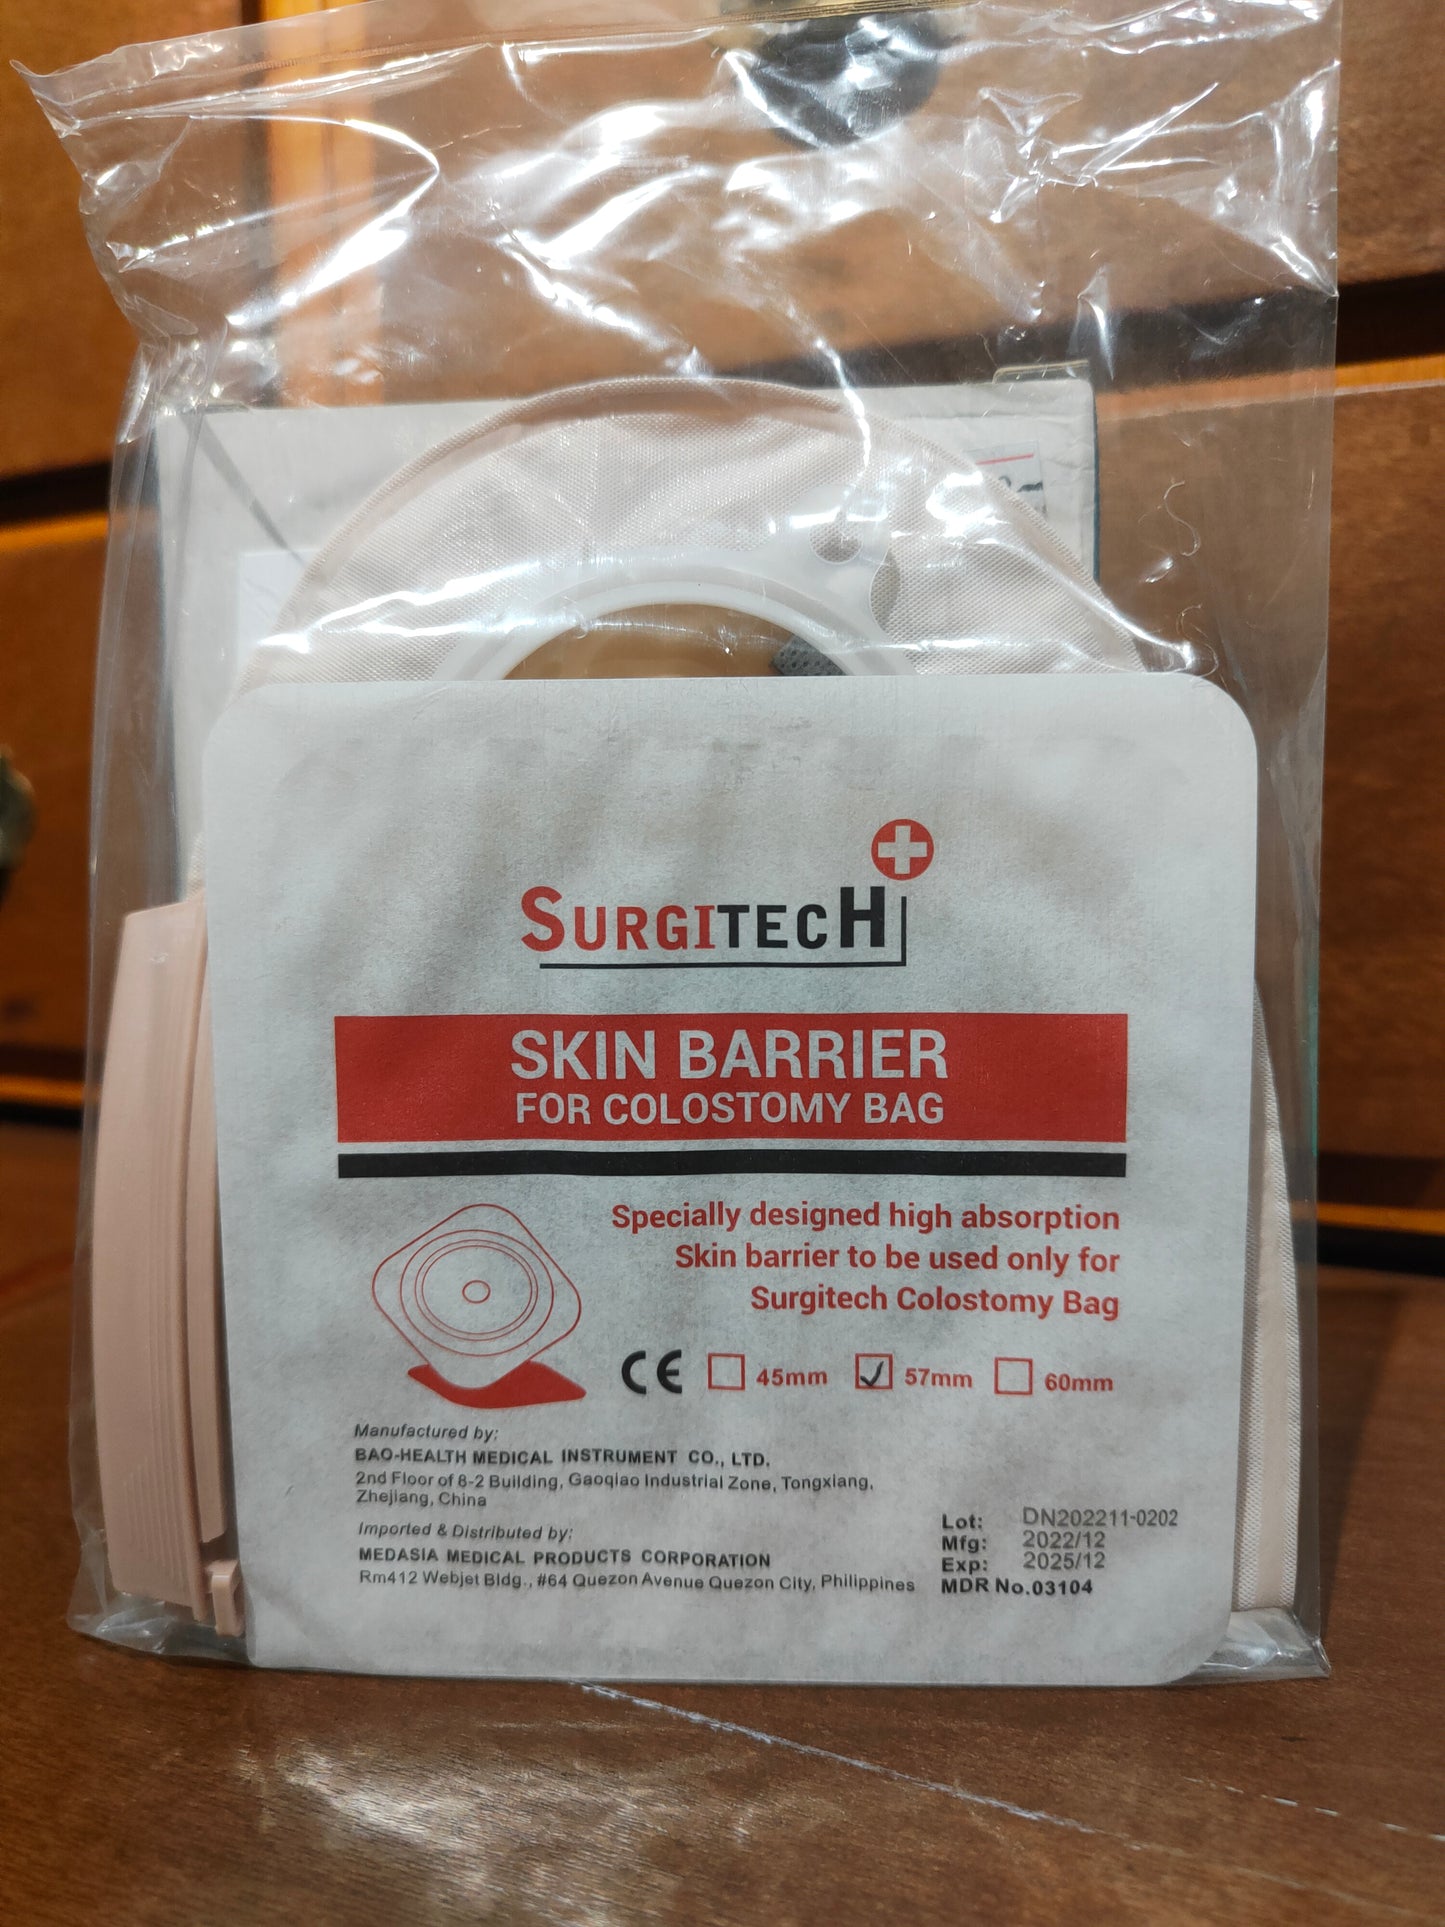 SURGITECH
SKIN BARRIER
FOR COLOSTOMY BAG
Specially designed high absorption
Skin barrier to be used only for
Surgitech Colostomy Bag
CE 45mm 57mm 60mm
Manufactured by:
BAO-HEALTH MEDICAL INSTRUMENT CO., LTD.
2nd Floor of 8-2 Building, Gaoqiao Industrial Zone, Tongxiang,
Zhejiang, China
Imported & Distributed by:
MEDASIA MEDICAL PRODUCTS CORPORATION
Rm412 Webjet Bldg., #64 Quezon Avenue Quezon City, Philippines
Lot: DN202211-0202
Mfg: 2022/12
Exp: 2025/12
MDR No.03104